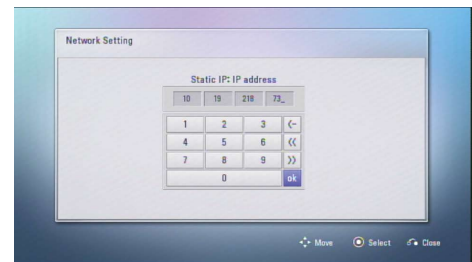 Network Setting
Static IP: IP address
10 19 218 73_
1 2 3 <-
4 5 6 <<
7 8 9 >>
0 ok
Move Select Close